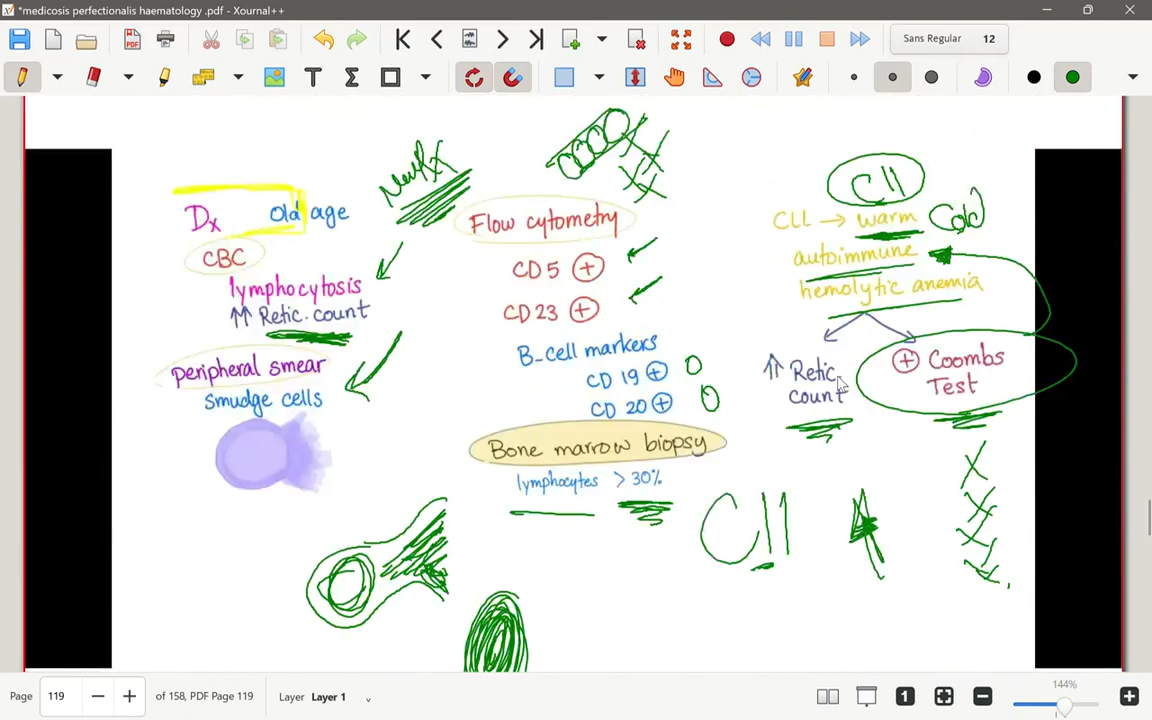 *medicosis perfectionalis haematology .pdf - Xournal++
Sans Regular 12
Dx Old age
CBC
lymphocytosis
↑↑ Retic. count
peripheral smear
smudge cells
Flow cytometry
CD 5 +
CD 23 +
B-cell markers
CD 19 +
CD 20 +
Bone marrow biopsy
lymphocytes > 30%
Cll
CLL → warm Cold
autoimmune
hemolytic anemia
↑↑ Retic
count
+ Coombs
Test
Cll
Page 119 of 158, PDF Page 119 Layer Layer 1
144%